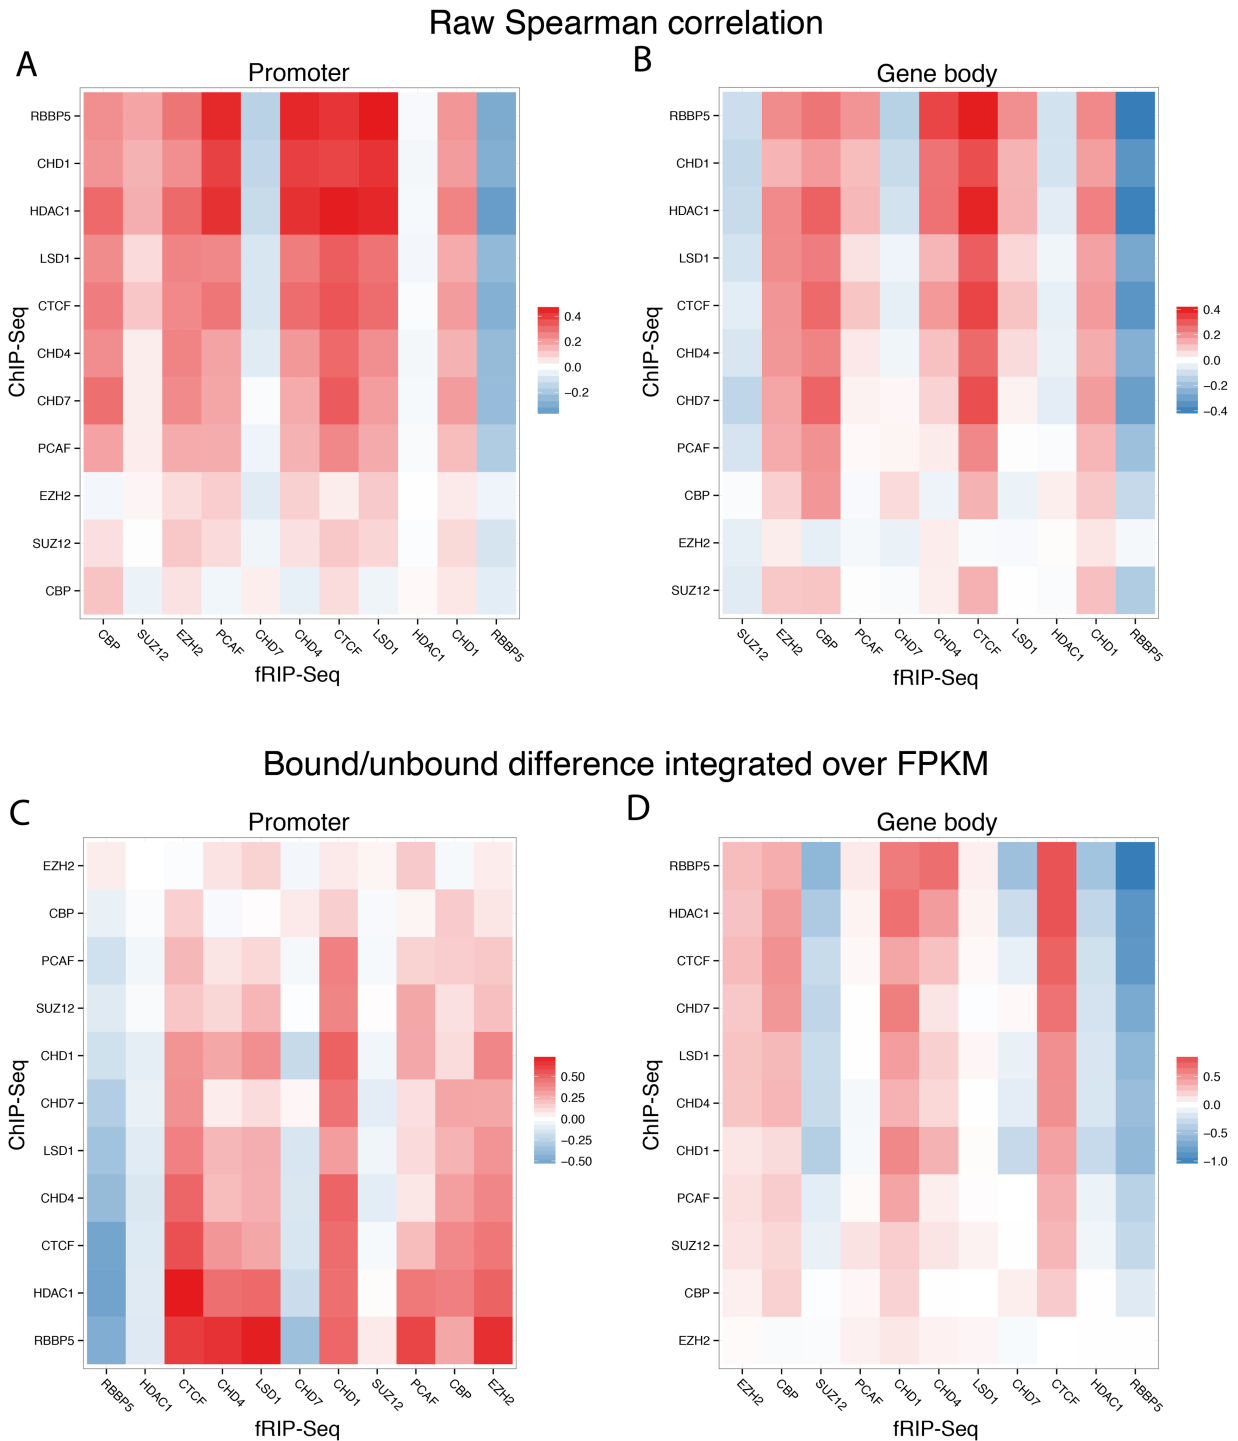 Raw Spearman correlation
A
Promoter
RBBP5
CHD1
HDAC1
LSD1
CTCF
CHD4
CHD7
PCAF
EZH2
SUZ12
CBP
ChIP-Seq
CBP
SUZ12
EZH2
PCAF
CHD7
CHD4
CTCF
LSD1
HDAC1
CHD1
RBBP5
fRIP-Seq
0.4
0.2
0.0
−0.2
B
Gene body
RBBP5
CHD1
HDAC1
LSD1
CTCF
CHD4
CHD7
PCAF
CBP
EZH2
SUZ12
ChIP-Seq
SUZ12
EZH2
CBP
PCAF
CHD7
CHD4
CTCF
LSD1
HDAC1
CHD1
RBBP5
fRIP-Seq
0.4
0.2
0.0
−0.2
−0.4
Bound/unbound difference integrated over FPKM
C
Promoter
EZH2
CBP
PCAF
SUZ12
CHD1
CHD7
LSD1
CHD4
CTCF
HDAC1
RBBP5
ChIP-Seq
RBBP5
HDAC1
CTCF
CHD4
LSD1
CHD7
CHD1
SUZ12
PCAF
CBP
EZH2
fRIP-Seq
0.50
0.25
0.00
−0.25
−0.50
D
Gene body
RBBP5
HDAC1
CTCF
CHD7
LSD1
CHD4
CHD1
PCAF
SUZ12
CBP
EZH2
ChIP-Seq
EZH2
CBP
SUZ12
PCAF
CHD1
CHD4
LSD1
CHD7
CTCF
HDAC1
RBBP5
fRIP-Seq
0.5
0.0
−0.5
−1.0